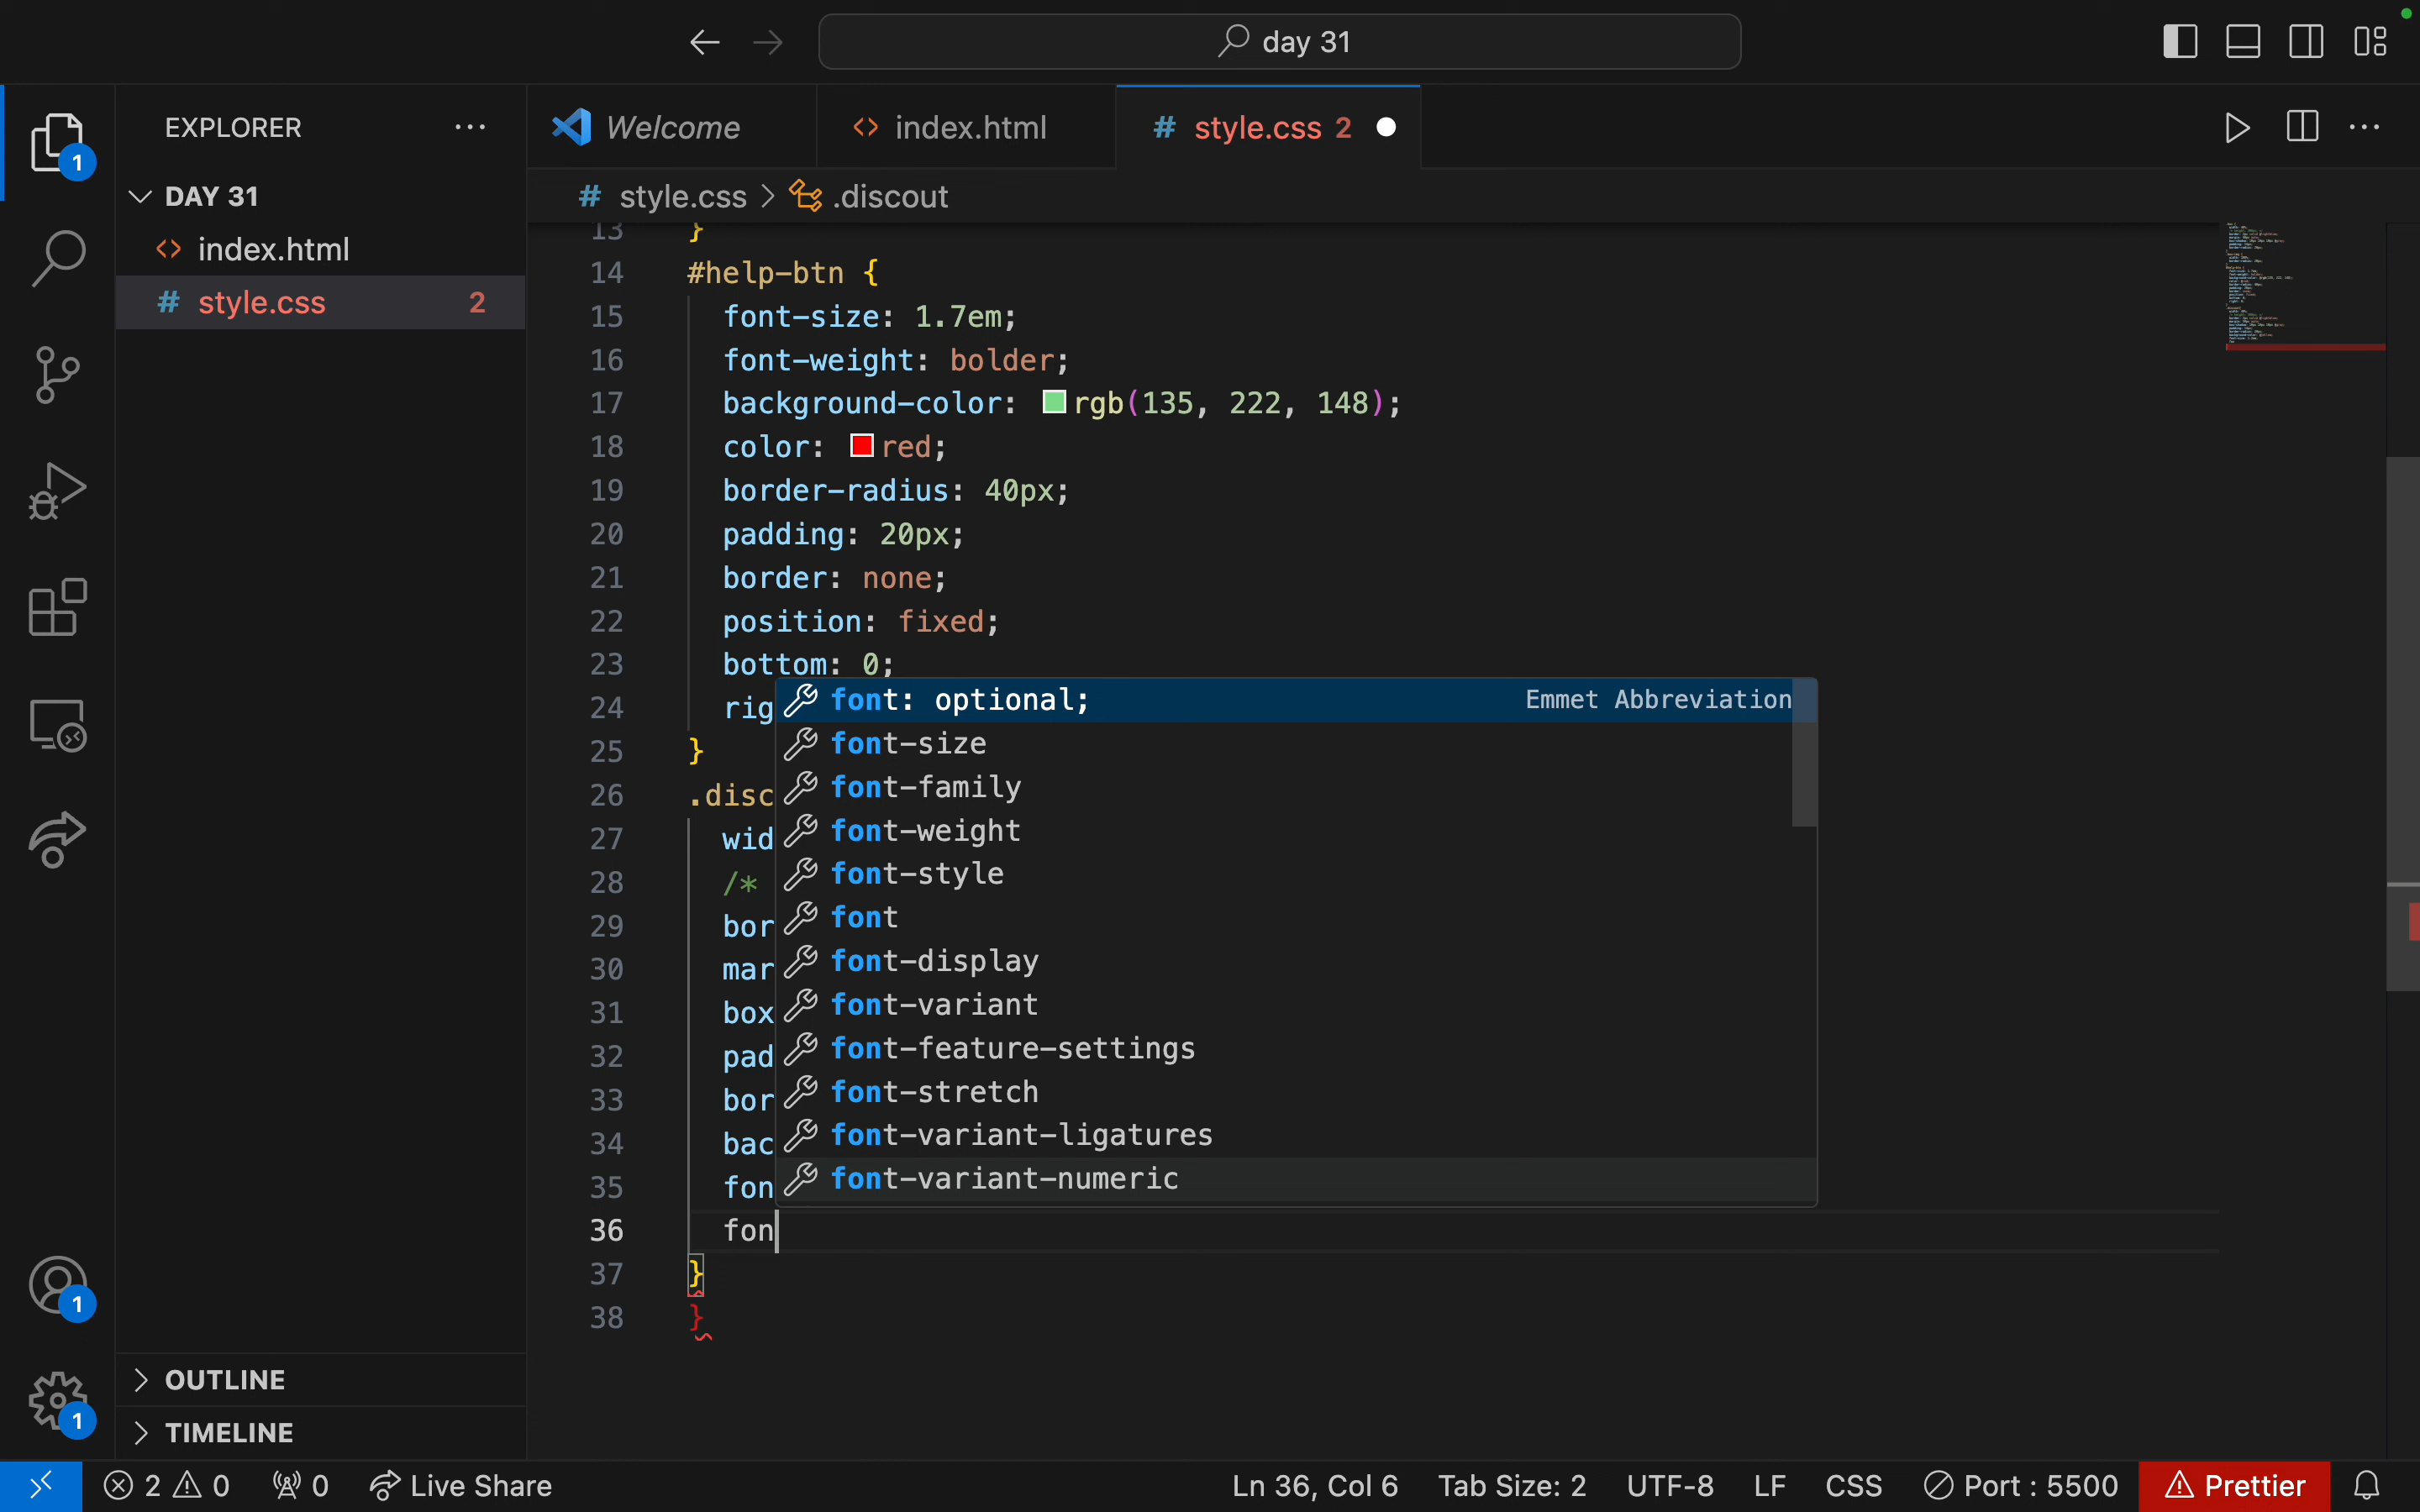 day 31
EXPLORER
Welcome
index.html
style.css 2
1
DAY 31
index.html
style.css 2
style.css > .discout
13 }
14 #help-btn {
15 font-size: 1.7em;
16 font-weight: bolder;
17 background-color: rgb(135, 222, 148);
18 color: red;
19 border-radius: 40px;
20 padding: 20px;
21 border: none;
22 position: fixed;
23 bottom: 0;
24 rig
25 }
26 .disc
27 wid
28 /*
29 bor
30 mar
31 box
32 pad
33 bor
34 bac
35 fon
36 fon
37 }
38 }
font: optional; Emmet Abbreviation
font-size
font-family
font-weight
font-style
font
font-display
font-variant
font-feature-settings
font-stretch
font-variant-ligatures
font-variant-numeric
1
1
OUTLINE
TIMELINE
2 0 0 Live Share Ln 36, Col 6 Tab Size: 2 UTF-8 LF CSS Port : 5500 Prettier